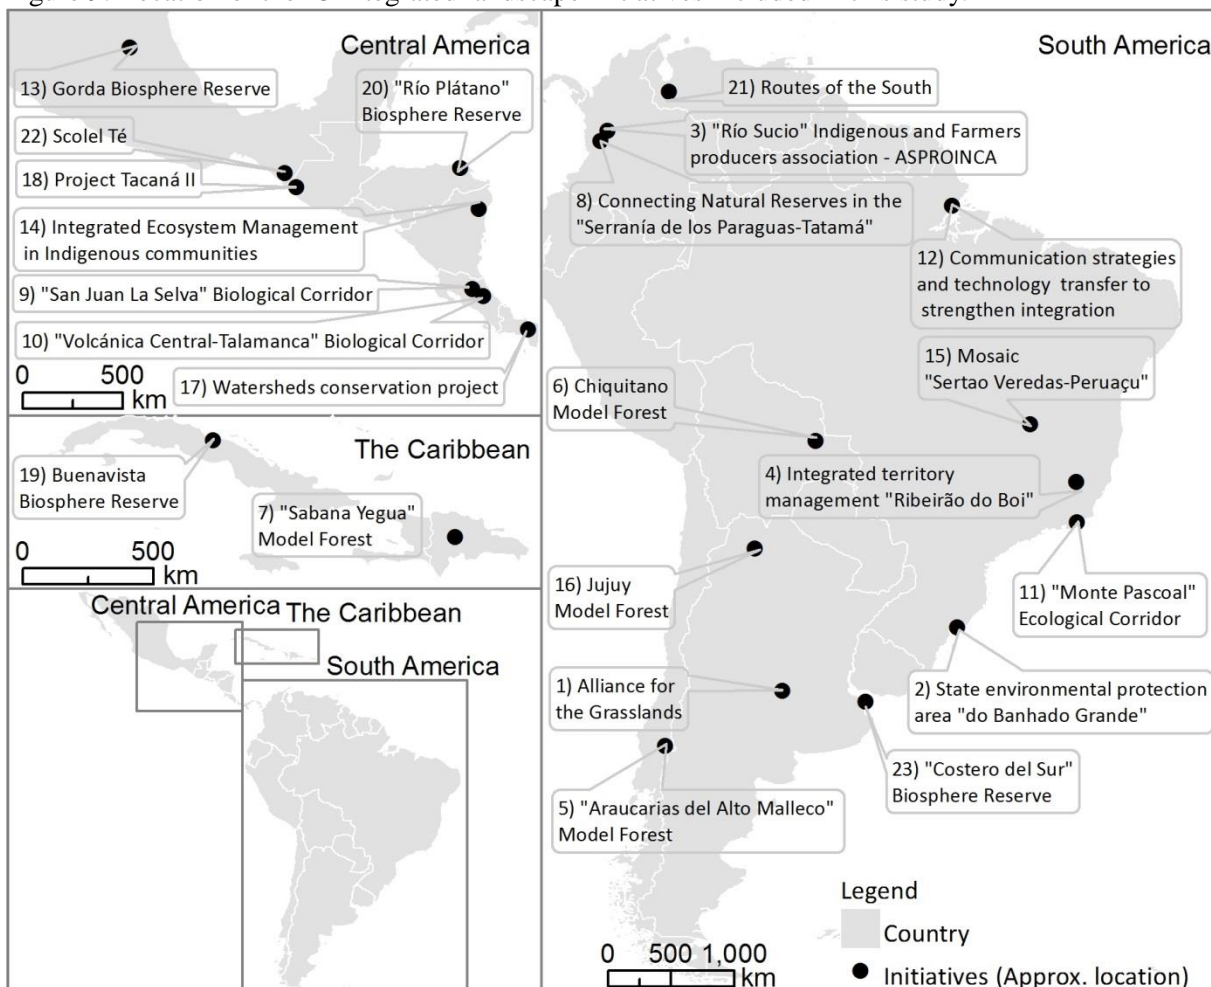 Central America
13) Gorda Biosphere Reserve
20) "Río Plátano"
Biosphere Reserve
22) Scolel Té
18) Project Tacaná II
14) Integrated Ecosystem Management
in Indigenous communities
9) "San Juan La Selva" Biological Corridor
10) "Volcánica Central-Talamanca" Biological Corridor
17) Watersheds conservation project
0 500
km
The Caribbean
19) Buenavista
Biosphere Reserve
7) "Sabana Yegua"
Model Forest
0 500
km
Central America
The Caribbean
South America
South America
21) Routes of the South
3) "Río Sucio" Indigenous and Farmers
producers association - ASPROINCA
8) Connecting Natural Reserves in the
"Serranía de los Paraguas-Tatamá"
12) Communication strategies
and technology transfer to
strengthen integration
15) Mosaic
"Sertao Veredas-Peruaçu"
6) Chiquitano
Model Forest
4) Integrated territory
management "Ribeirão do Boi"
16) Jujuy
Model Forest
11) "Monte Pascoal"
Ecological Corridor
1) Alliance for
the Grasslands
2) State environmental protection
area "do Banhado Grande"
23) "Costero del Sur"
Biosphere Reserve
5) "Araucarias del Alto Malleco"
Model Forest
Legend
Country
Initiatives (Approx. location)
0 500 1,000
km